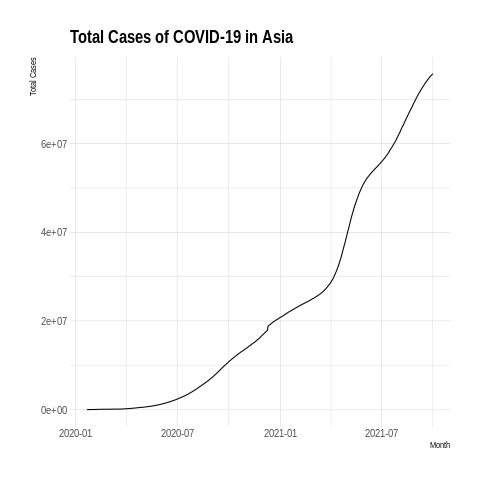 Total Cases of COVID-19 in Asia
Total Cases
6e+07
4e+07
2e+07
0e+00
2020-01 2020-07 2021-01 2021-07
Month